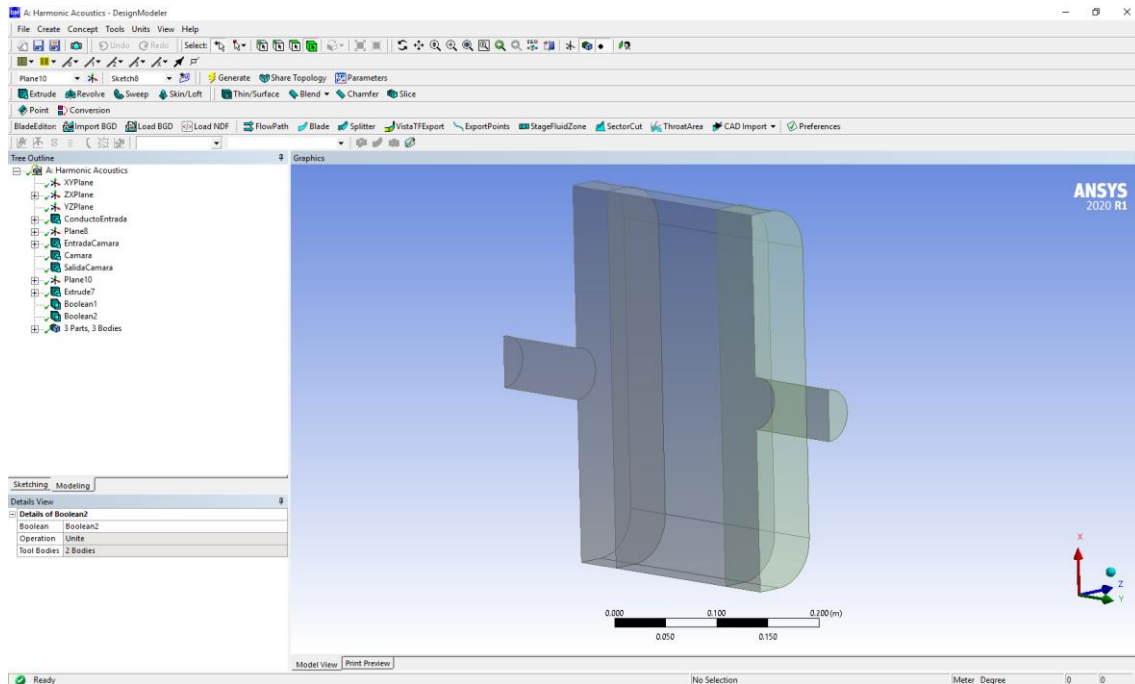 A: Harmonic Acoustics - DesignModeler
File Create Concept Tools Units View Help
Undo Redo Select:
Plane10 Sketch8 Generate Share Topology Parameters
Extrude Revolve Sweep Skin/Loft Thin/Surface Blend Chamfer Slice
Point Conversion
BladeEditor: Import BGD Load BGD Load NDF FlowPath Blade Splitter VistaTFExport ExportPoints StageFluidZone SectorCut ThroatArea CAD Import Preferences
Tree Outline
Graphics
A: Harmonic Acoustics
XYPlane
ZXPlane
YZPlane
ConductoEntrada
Plane8
EntradaCamara
Camara
SalidaCamara
Plane10
Extrude7
Boolean1
Boolean2
3 Parts, 3 Bodies
ANSYS
2020 R1
Sketching Modeling
Details View
Details of Boolean2
Boolean Boolean2
Operation Unite
Tool Bodies 2 Bodies
X
Z
Y
0.000 0.100 0.200 (m)
0.050 0.150
Model View Print Preview
Ready No Selection Meter Degree 0 0